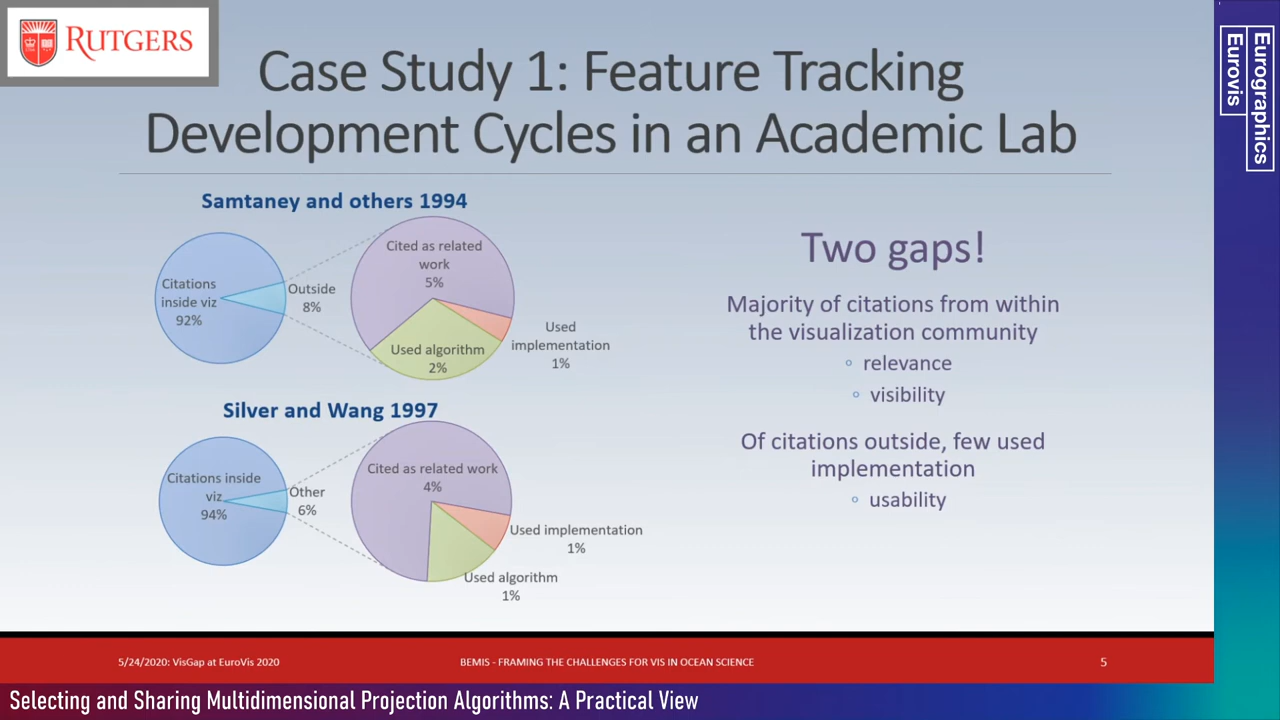 RUTGERS
Case Study 1: Feature Tracking
Development Cycles in an Academic Lab
Samtaney and others 1994
Citations
inside viz
92%
Outside
8%
Cited as related
work
5%
Used algorithm
2%
Used
implementation
1%
Silver and Wang 1997
Citations inside
viz
94%
Other
6%
Cited as related work
4%
Used implementation
1%
Used algorithm
1%
Two gaps!
Majority of citations from within
the visualization community
◦ relevance
◦ visibility
Of citations outside, few used
implementation
◦ usability
5/24/2020: VisGap at EuroVis 2020
BEMIS - FRAMING THE CHALLENGES FOR VIS IN OCEAN SCIENCE
5
Eurographics
Eurovis
Selecting and Sharing Multidimensional Projection Algorithms: A Practical View